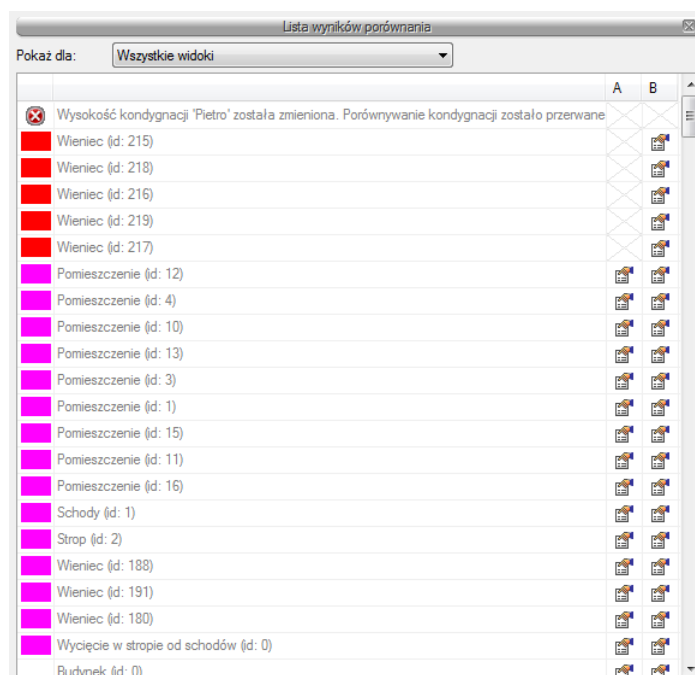 Lista wyników porównania
Pokaż dla: Wszystkie widoki
A B
Wysokość kondygnacji 'Pietro' została zmieniona. Porównywanie kondygnacji zostało przerwane
Wieniec (id: 215)
Wieniec (id: 218)
Wieniec (id: 216)
Wieniec (id: 219)
Wieniec (id: 217)
Pomieszczenie (id: 12)
Pomieszczenie (id: 4)
Pomieszczenie (id: 10)
Pomieszczenie (id: 13)
Pomieszczenie (id: 3)
Pomieszczenie (id: 1)
Pomieszczenie (id: 15)
Pomieszczenie (id: 11)
Pomieszczenie (id: 16)
Schody (id: 1)
Strop (id: 2)
Wieniec (id: 188)
Wieniec (id: 191)
Wieniec (id: 180)
Wycięcie w stropie od schodów (id: 0)
Budynek (id: 0)